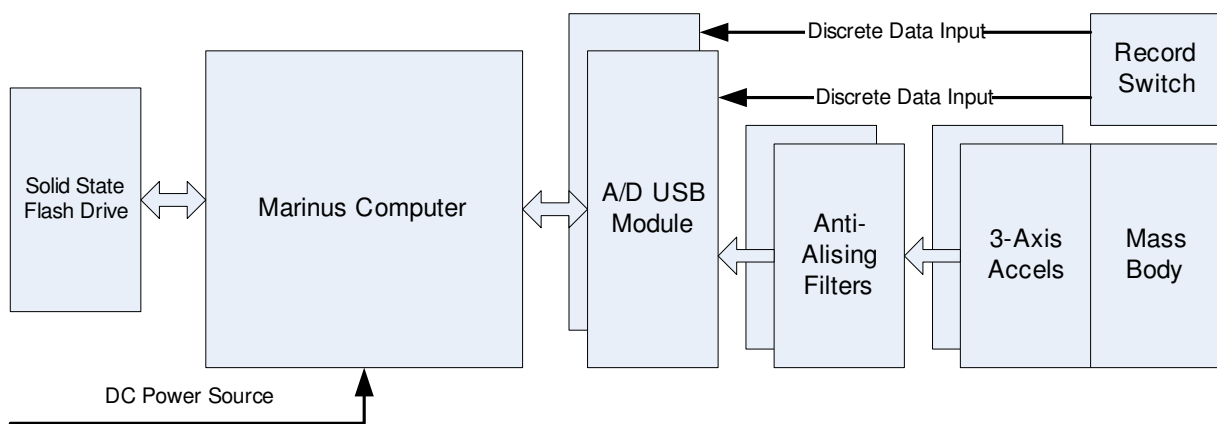 Discrete Data Input
Record
Switch
Discrete Data Input
Solid State
Flash Drive
Marinus Computer
A/D USB
Module
Anti-
Alising
Filters
3-Axis
Accels
Mass
Body
DC Power Source